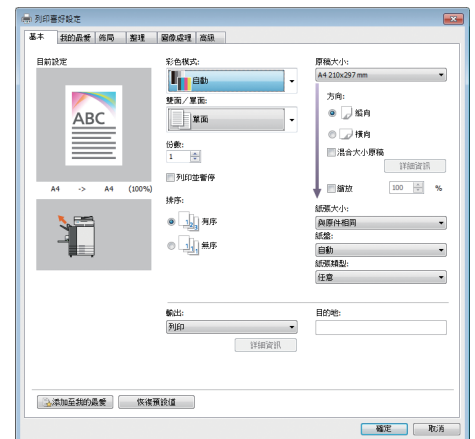 列印喜好設定
基本 我的最愛 佈局 整理 圖像處理 高級
目前設定
ABC
A4 -> A4 (100%)
彩色模式:
自動
雙面/單面:
單面
份數:
1
列印並暫停
排序:
有序
無序
原稿大小:
A4 210x297 mm
方向:
縱向
橫向
混合大小原稿
詳細資訊
縮放 100 %
紙張大小:
與原件相同
紙盤:
自動
紙張類型:
任意
輸出:
列印
詳細資訊
目的地:
添加至我的最愛 恢復預設值
確定 取消